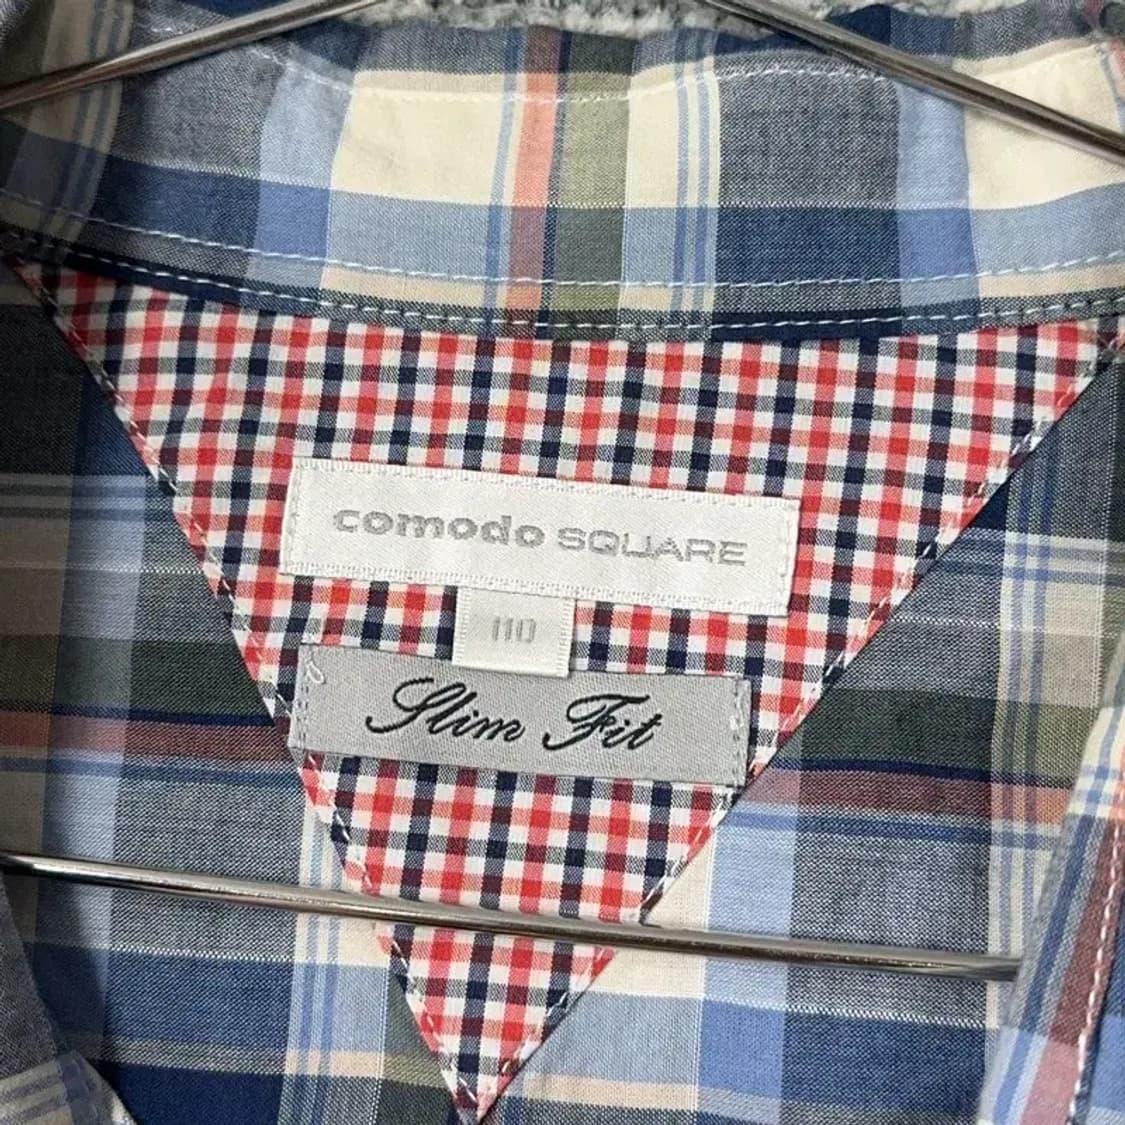 comodo SQUARE
110
Slim Fit